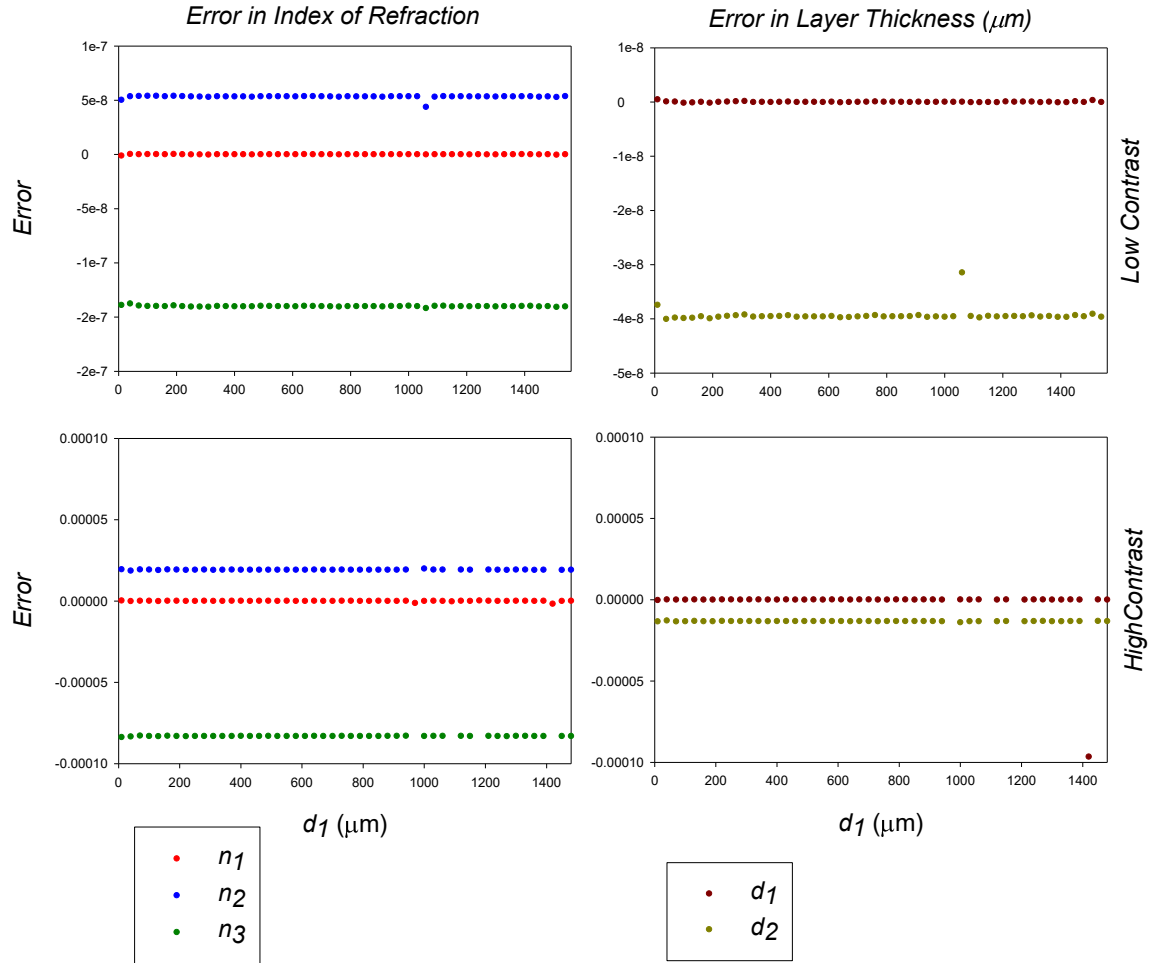 Error in Index of Refraction
Error in Layer Thickness (μm)
1e-7
5e-8
0
-5e-8
-1e-7
-2e-7
-2e-7
Error
0 200 400 600 800 1000 1200 1400
1e-8
0
-1e-8
-2e-8
-3e-8
-4e-8
-5e-8
0 200 400 600 800 1000 1200 1400
Low Contrast
0.00010
0.00005
0.00000
-0.00005
-0.00010
Error
0 200 400 600 800 1000 1200 1400
d1 (μm)
0.00010
0.00005
0.00000
-0.00005
-0.00010
0 200 400 600 800 1000 1200 1400
d1 (μm)
HighContrast
n1
n2
n3
d1
d2